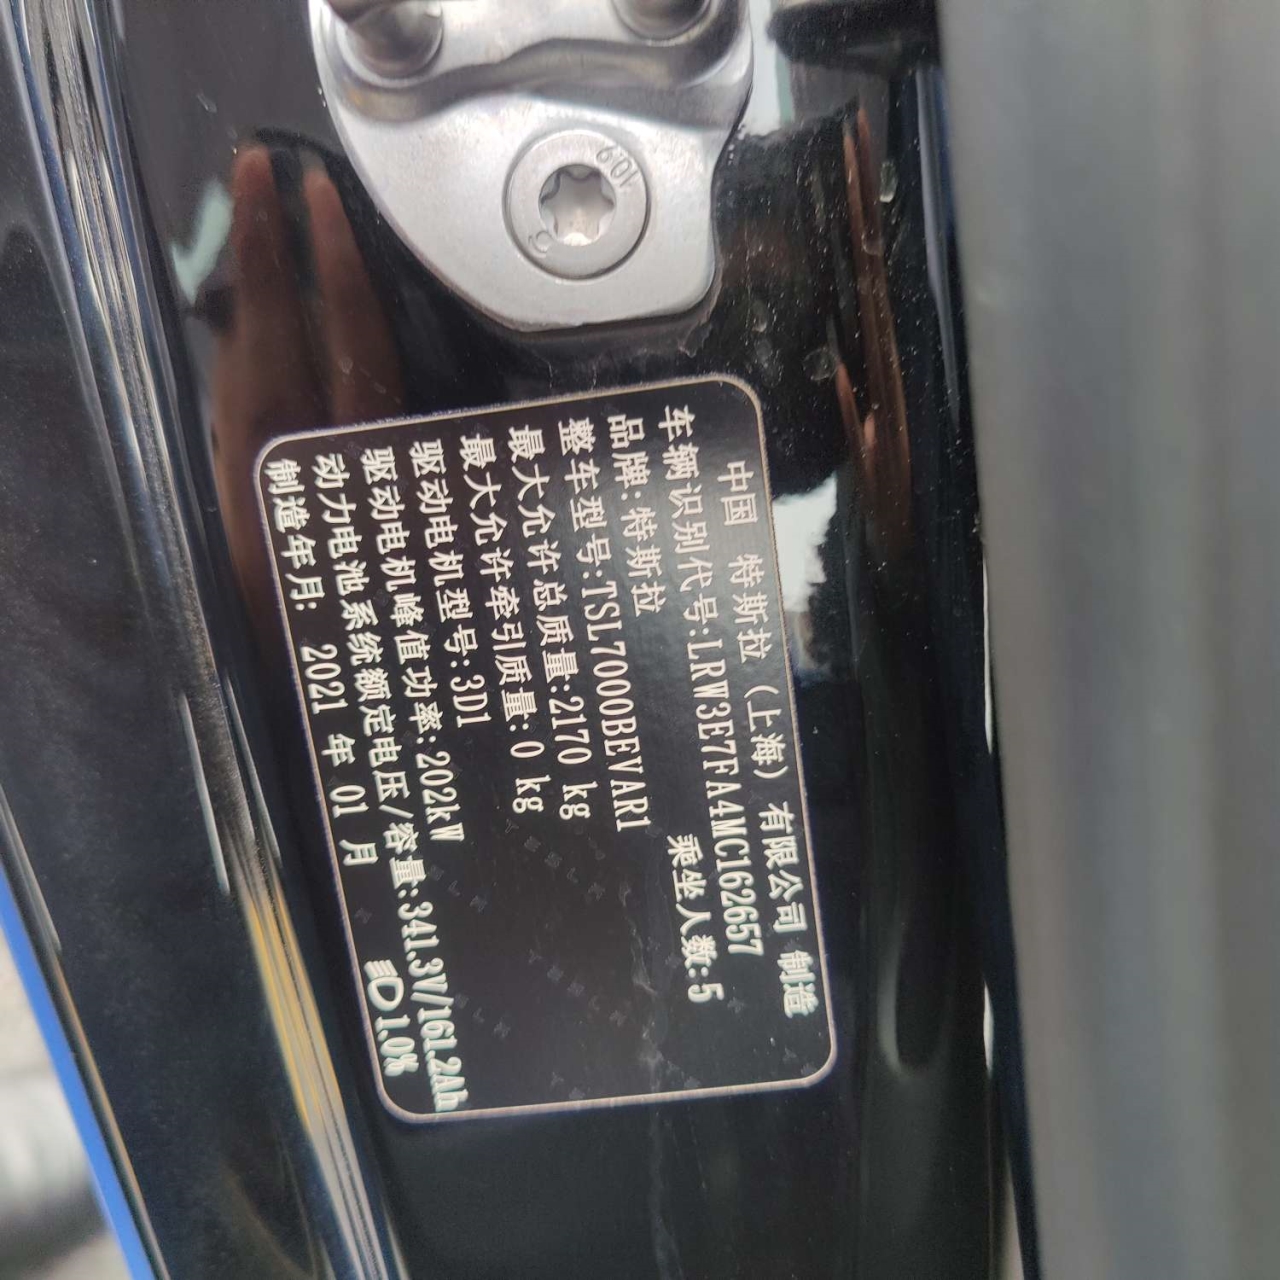 10.9
中国 特斯拉(上海)有限公司 制造
车辆识别代号:LRW3E7FA4MC162657
品牌:特斯拉 乘坐人数:5
整车型号:TSL7000BEVAR1
最大允许总质量:2170 kg
最大允许牵引质量:0 kg
驱动电机型号:3D1
驱动电机峰值功率:202kW
动力电池系统额定电压/容量:341.3V/161.2Ah
制造年月: 2021 年 01 月 1.0%